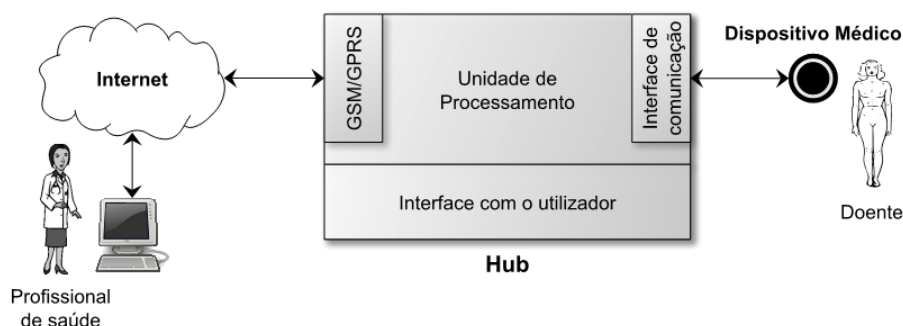 Internet
GSM/GPRS
Unidade de
Processamento
Interface de
comunicação
Dispositivo Médico
Interface com o utilizador
Doente
Hub
Profissional
de saúde